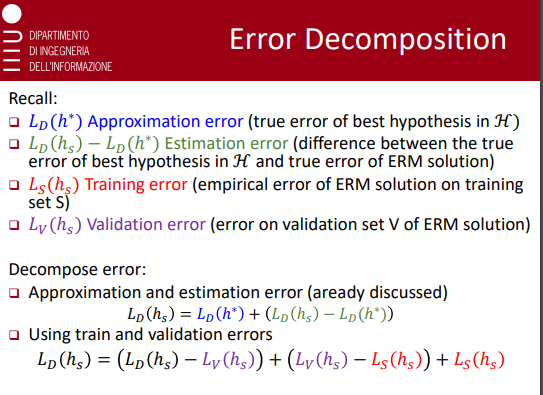 DIPARTIMENTO
DI INGEGNERIA
DELL'INFORMAZIONE
Error Decomposition
Recall:
❑ L_D(h*) Approximation error (true error of best hypothesis in ℋ)
❑ L_D(h_s) − L_D(h*) Estimation error (difference between the true
error of best hypothesis in ℋ and true error of ERM solution)
❑ L_S(h_s) Training error (empirical error of ERM solution on training
set S)
❑ L_V(h_s) Validation error (error on validation set V of ERM solution)
Decompose error:
❑ Approximation and estimation error (aready discussed)
L_D(h_s) = L_D(h*) + (L_D(h_s) − L_D(h*))
❑ Using train and validation errors
L_D(h_s) = (L_D(h_s) − L_V(h_s)) + (L_V(h_s) − L_S(h_s)) + L_S(h_s)